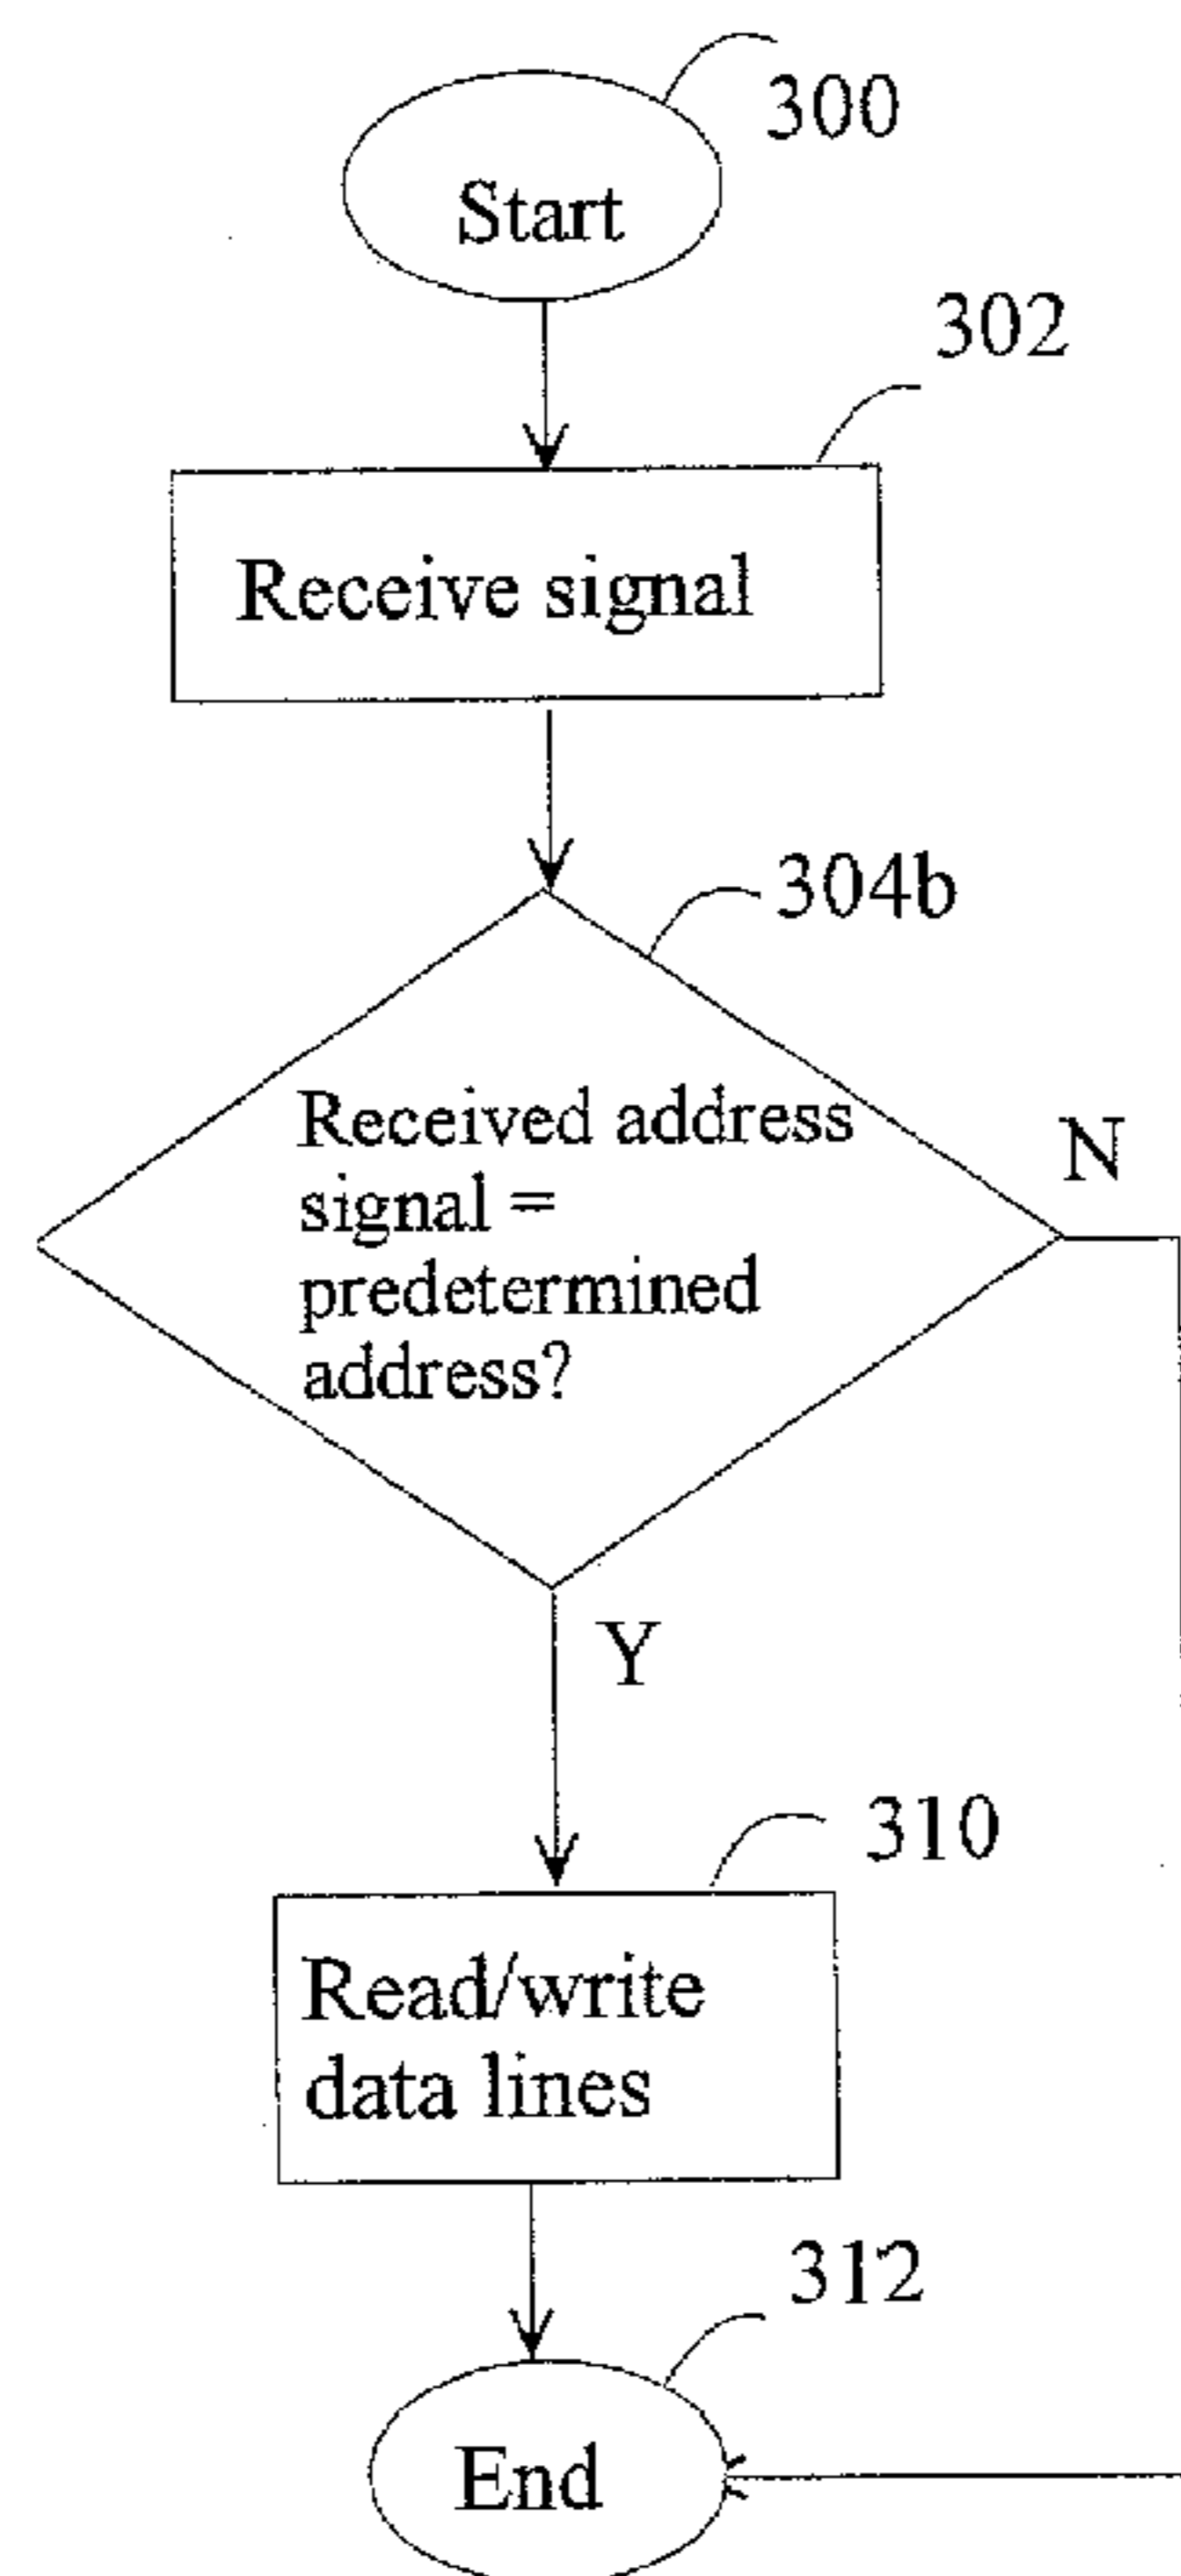 300
Start
302
Receive signal
304b
Received address
signal =
predetermined
address?
N
Y
310
Read/write
data lines
312
End